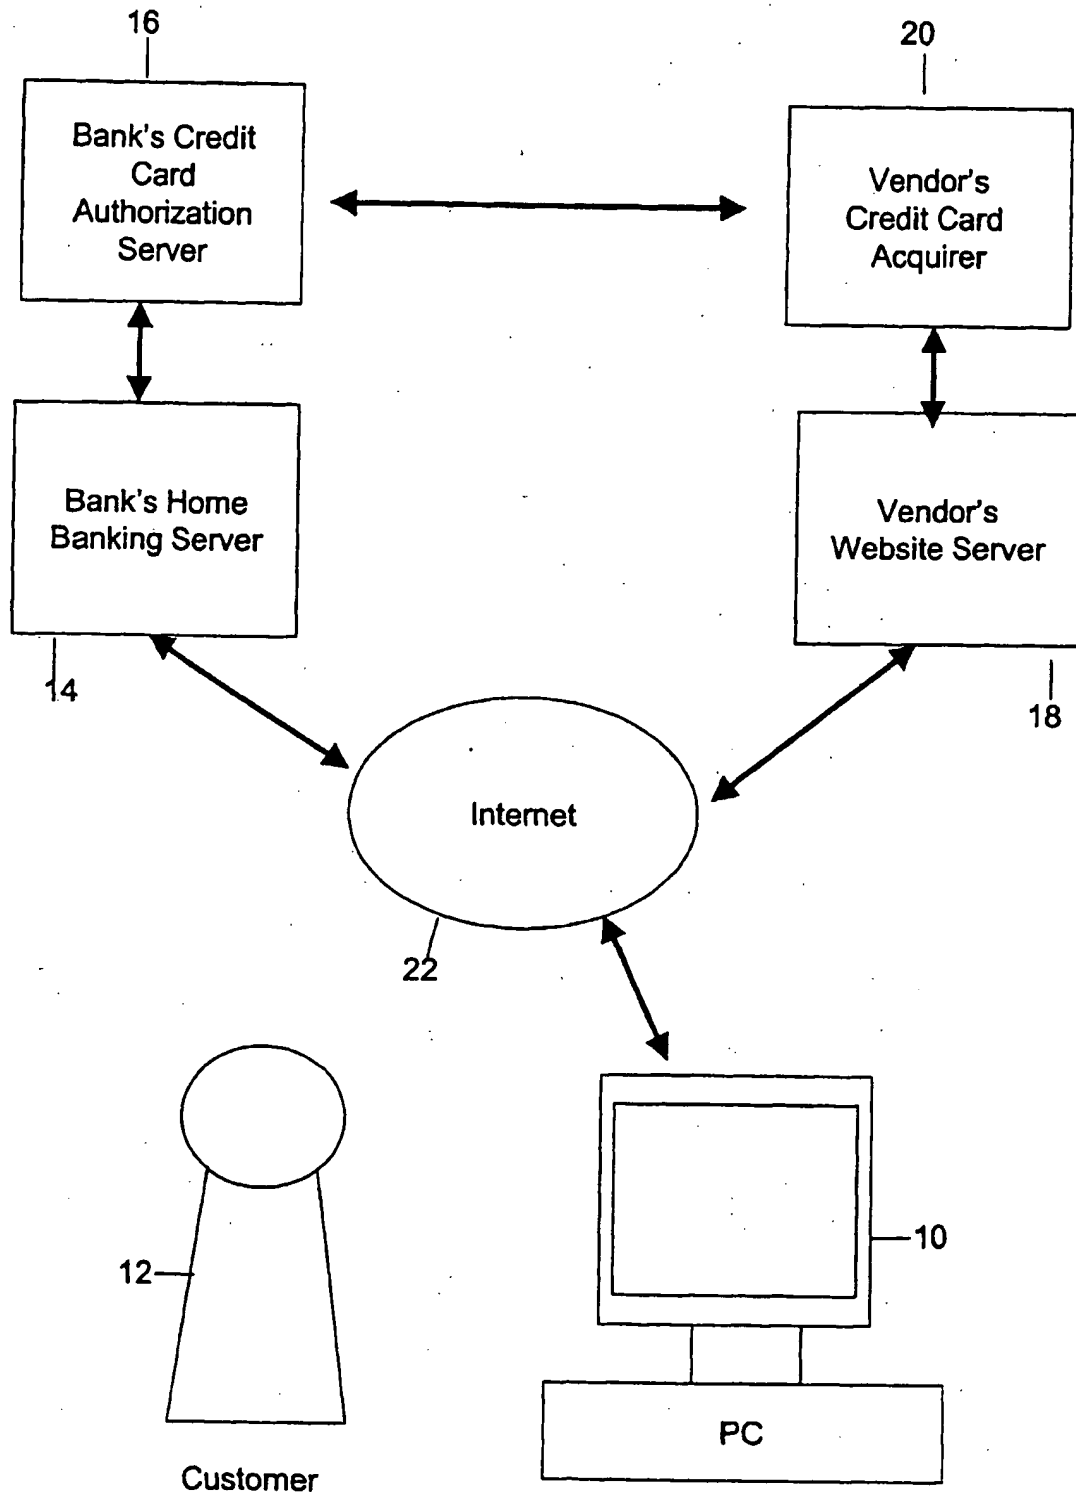 16
20
Bank's Credit
Card
Authorization
Server
Vendor's
Credit Card
Acquirer
Bank's Home
Banking Server
Vendor's
Website Server
14
18
Internet
22
10
12
PC
Customer